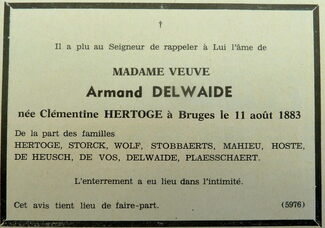 †
Il a plu au Seigneur de rappeler à Lui l'âme de
MADAME VEUVE
Armand DELWAIDE
née Clémentine HERTOGE à Bruges le 11 août 1883
De la part des familles
HERTOGE, STORCK, WOLF, STOBBAERTS, MAHIEU, HOSTE,
DE HEUSCH, DE VOS, DELWAIDE, PLAESSCHAERT.
L'enterrement a eu lieu dans l'intimité.
Cet avis tient lieu de faire-part. (5976)